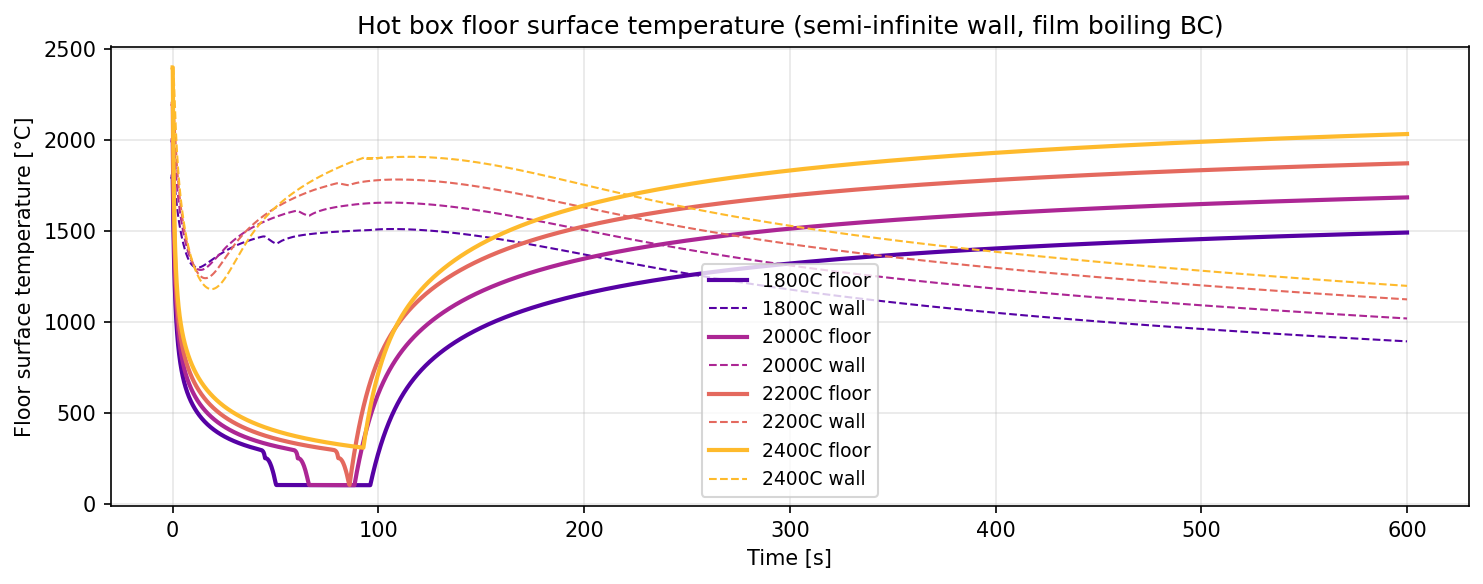 Hot box floor surface temperature (semi-infinite wall, film boiling BC)
Floor surface temperature [°C]
2500
2000
1500
1000
500
0
1800C floor
1800C wall
2000C floor
2000C wall
2200C floor
2200C wall
2400C floor
2400C wall
0
100
200
300
400
500
600
Time [s]